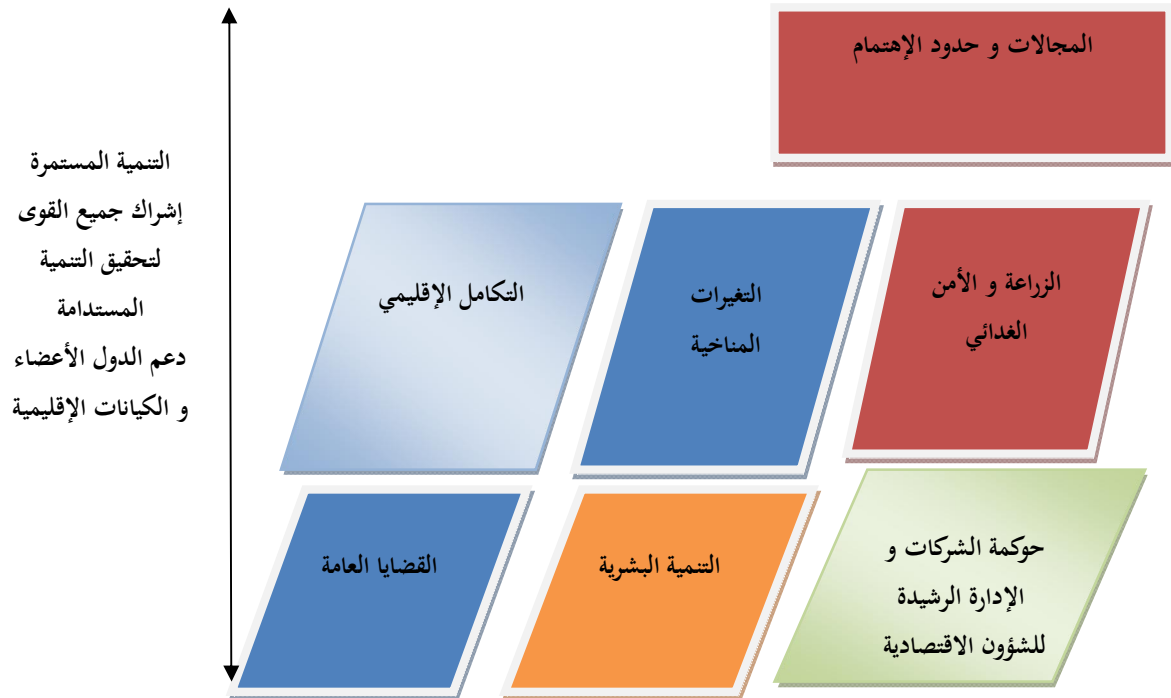 المجالات و حدود الإهتمام
الزراعة و الأمن
الغدائي
التغيرات
المناخية
التكامل الإقليمي
حوكمة الشركات و
الإدارة الرشيدة
للشؤون الاقتصادية
التنمية البشرية
القضايا العامة
التنمية المستمرة
إشراك جميع القوى
لتحقيق التنمية
المستدامة
دعم الدول الأعضاء
و الكيانات الإقليمية